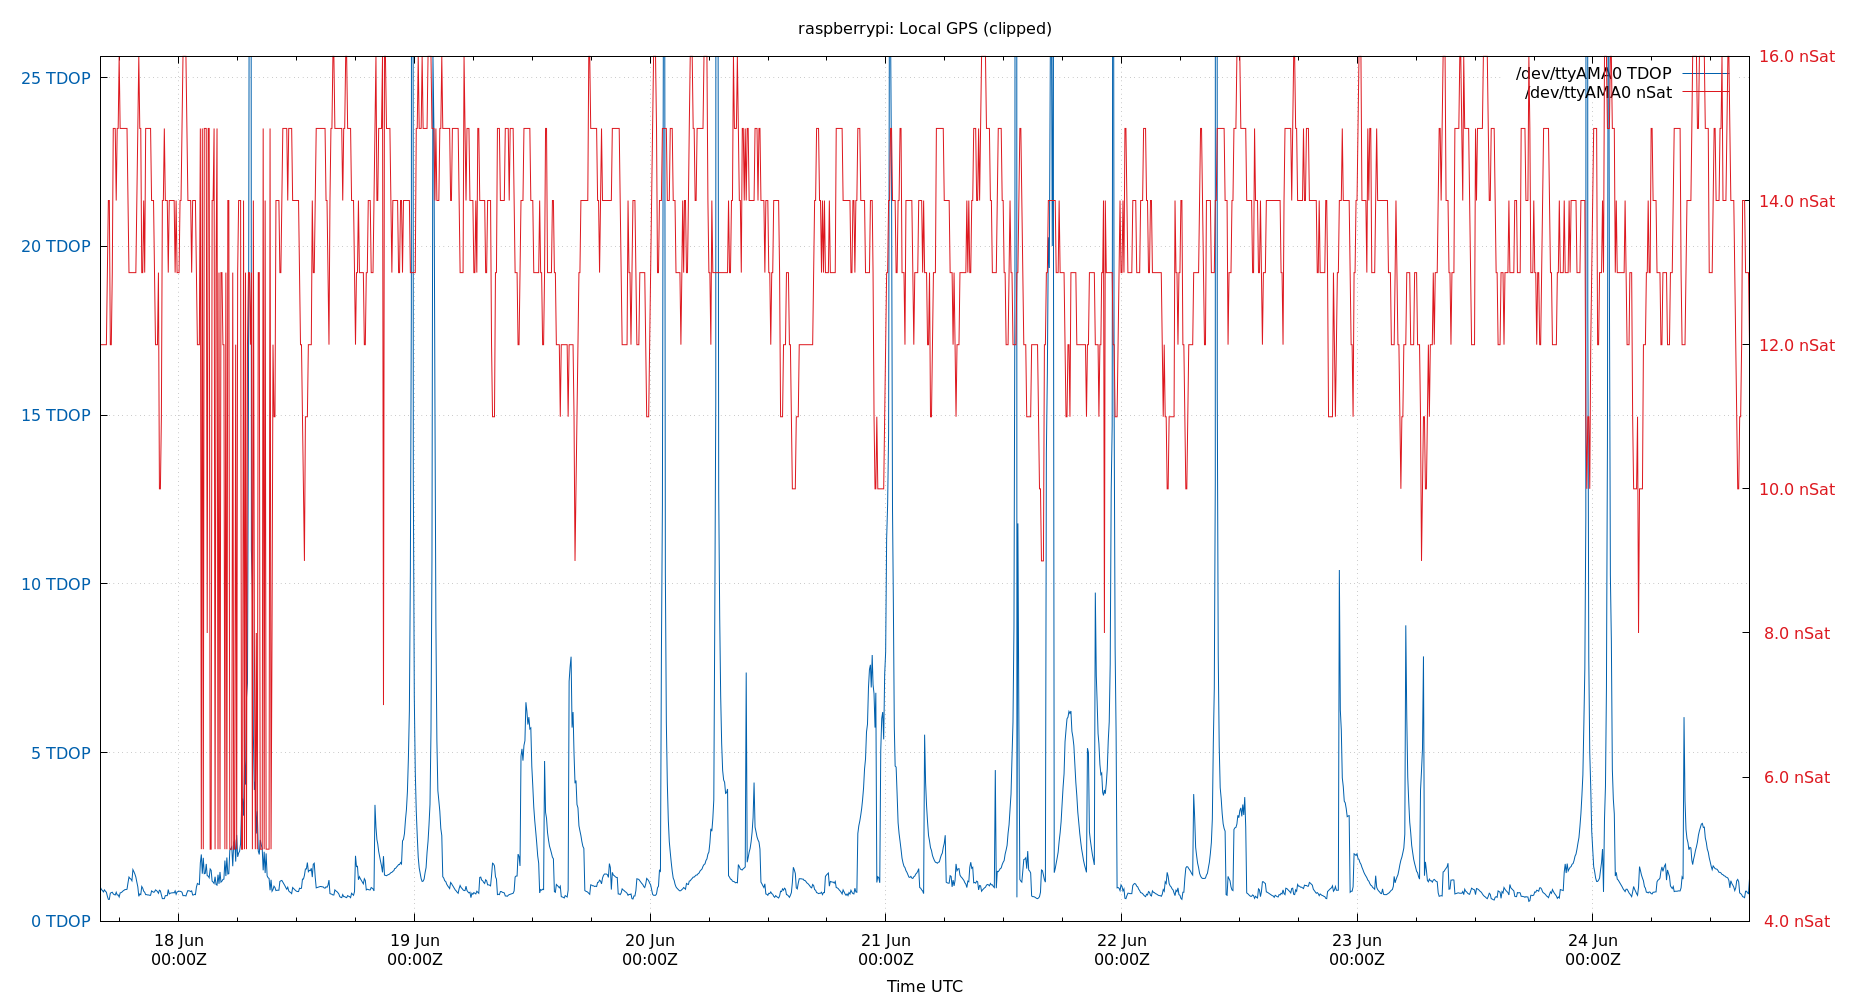 raspberrypi: Local GPS (clipped)
25 TDOP
20 TDOP
15 TDOP
10 TDOP
5 TDOP
0 TDOP
16.0 nSat
14.0 nSat
12.0 nSat
10.0 nSat
8.0 nSat
6.0 nSat
4.0 nSat
/dev/ttyAMA0 TDOP
/dev/ttyAMA0 nSat
18 Jun
00:00Z
19 Jun
00:00Z
20 Jun
00:00Z
21 Jun
00:00Z
22 Jun
00:00Z
23 Jun
00:00Z
24 Jun
00:00Z
Time UTC